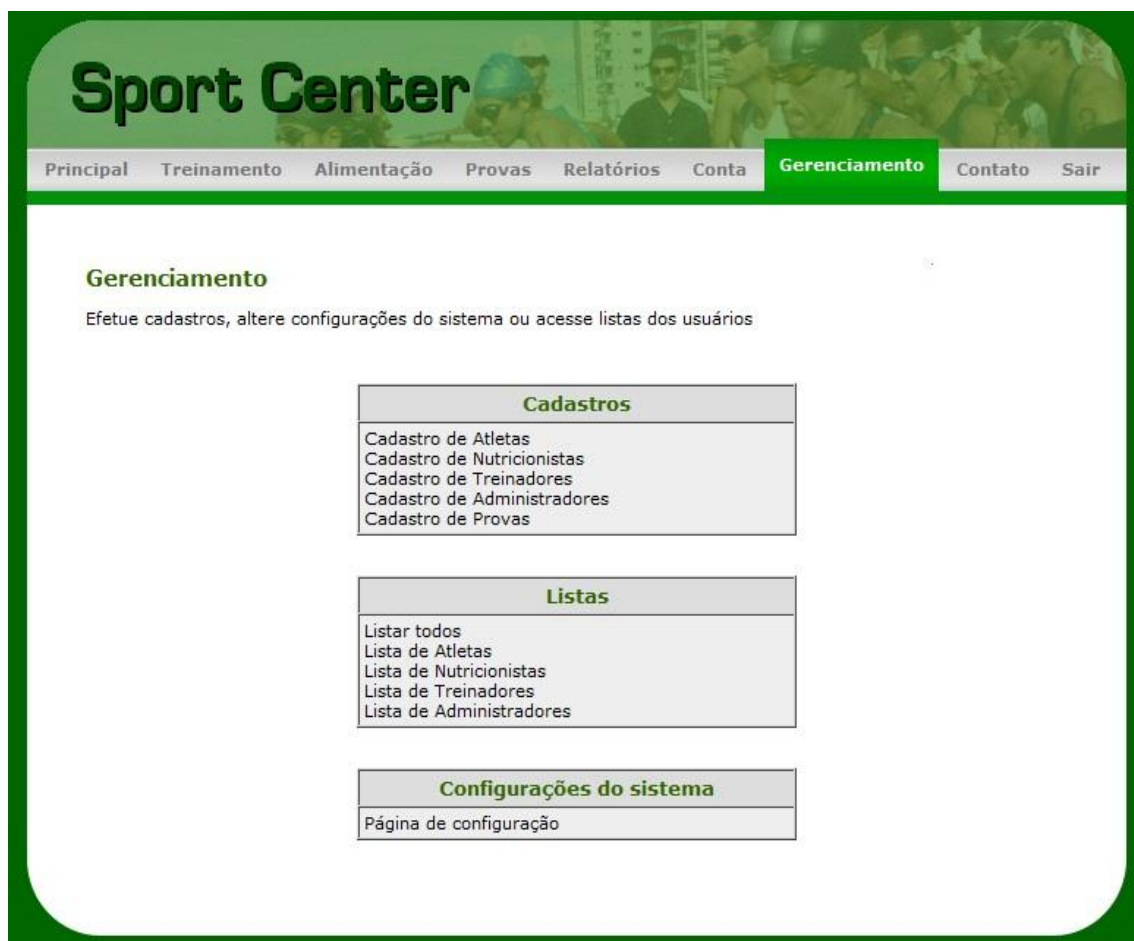 Sport Center
Principal Treinamento Alimentação Provas Relatórios Conta Gerenciamento Contato Sair
Gerenciamento
Efetue cadastros, altere configurações do sistema ou acesse listas dos usuários
Cadastros
Cadastro de Atletas
Cadastro de Nutricionistas
Cadastro de Treinadores
Cadastro de Administradores
Cadastro de Provas
Listas
Listar todos
Lista de Atletas
Lista de Nutricionistas
Lista de Treinadores
Lista de Administradores
Configurações do sistema
Página de configuração